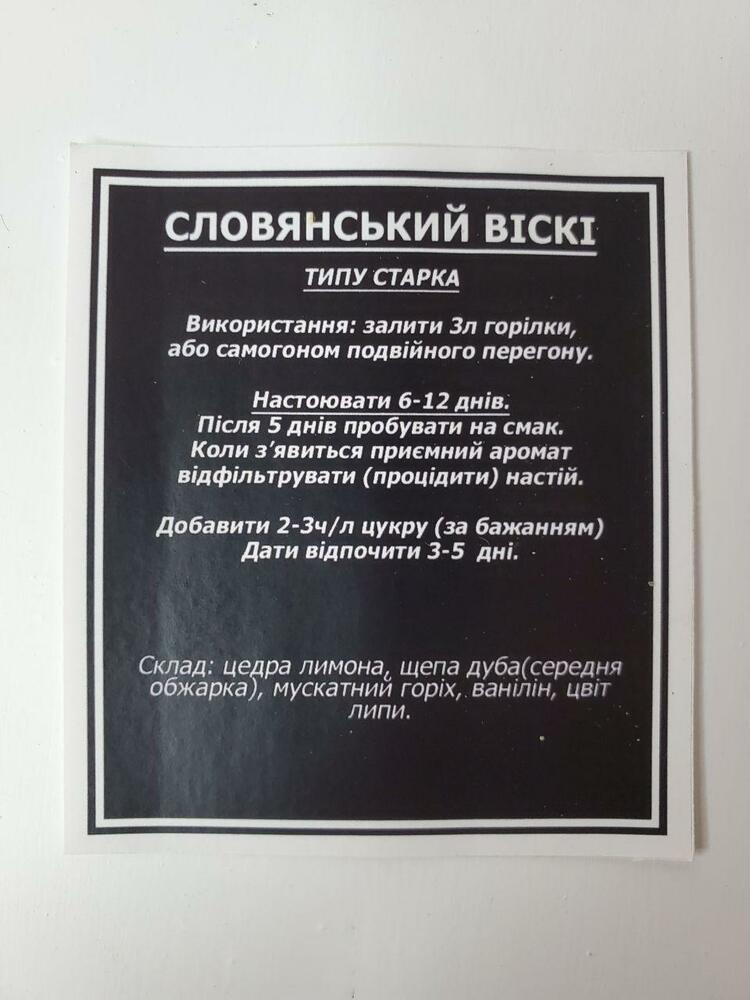 СЛОВЯНСЬКИЙ ВІСКІ
ТИПУ СТАРКА
Використання: залити 3л горілки,
або самогоном подвійного перегону.
Настоювати 6-12 днів.
Після 5 днів пробувати на смак.
Коли з’явиться приємний аромат
відфільтрувати (процідити) настій.
Добавити 2-3ч/л цукру (за бажанням)
Дати відпочити 3-5 дні.
Склад: цедра лимона, щепа дуба(середня
обжарка), мускатний горіх, ванілін, цвіт
липи.